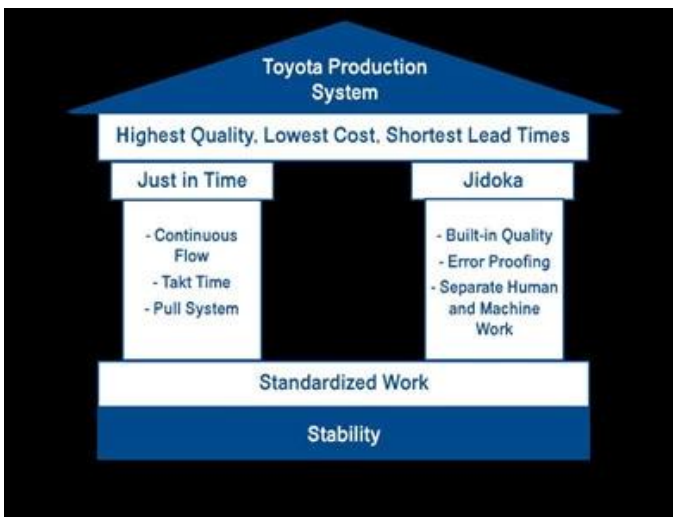 Toyota Production
System
Highest Quality, Lowest Cost, Shortest Lead Times
Just in Time
- Continuous
Flow
- Takt Time
- Pull System
Jidoka
- Built-in Quality
- Error Proofing
- Separate Human
and Machine
Work
Standardized Work
Stability